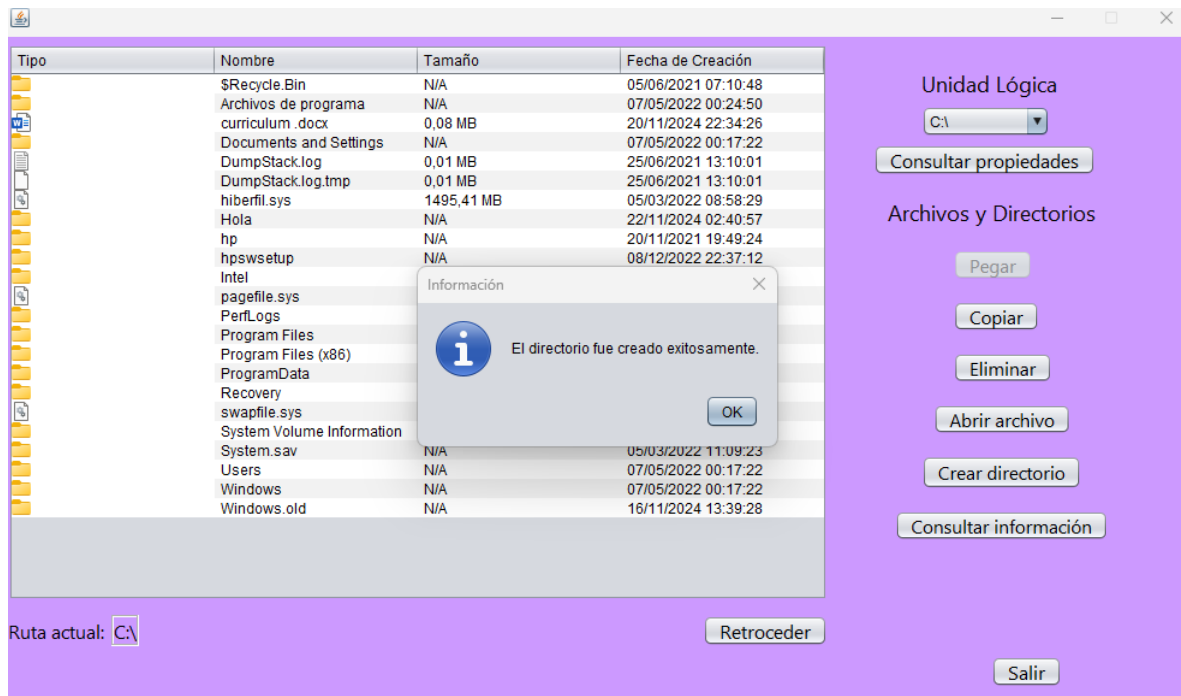 Tipo Nombre Tamaño Fecha de Creación
$Recycle.Bin N/A 05/06/2021 07:10:48
Archivos de programa N/A 07/05/2022 00:24:50
curriculum .docx 0,08 MB 20/11/2024 22:34:26
Documents and Settings N/A 07/05/2022 00:17:22
DumpStack.log 0,01 MB 25/06/2021 13:10:01
DumpStack.log.tmp 0,01 MB 25/06/2021 13:10:01
hiberfil.sys 1495,41 MB 05/03/2022 08:58:29
Hola N/A 22/11/2024 02:40:57
hp N/A 20/11/2021 19:49:24
hpswsetup N/A 08/12/2022 22:37:12
Intel
pagefile.sys
PerfLogs
Program Files
Program Files (x86)
ProgramData
Recovery
swapfile.sys
System Volume Information
System.sav N/A 05/03/2022 11:09:23
Users N/A 07/05/2022 00:17:22
Windows N/A 07/05/2022 00:17:22
Windows.old N/A 16/11/2024 13:39:28
Información
El directorio fue creado exitosamente.
OK
Unidad Lógica
C:\
Consultar propiedades
Archivos y Directorios
Pegar
Copiar
Eliminar
Abrir archivo
Crear directorio
Consultar información
Ruta actual: C:\
Retroceder
Salir